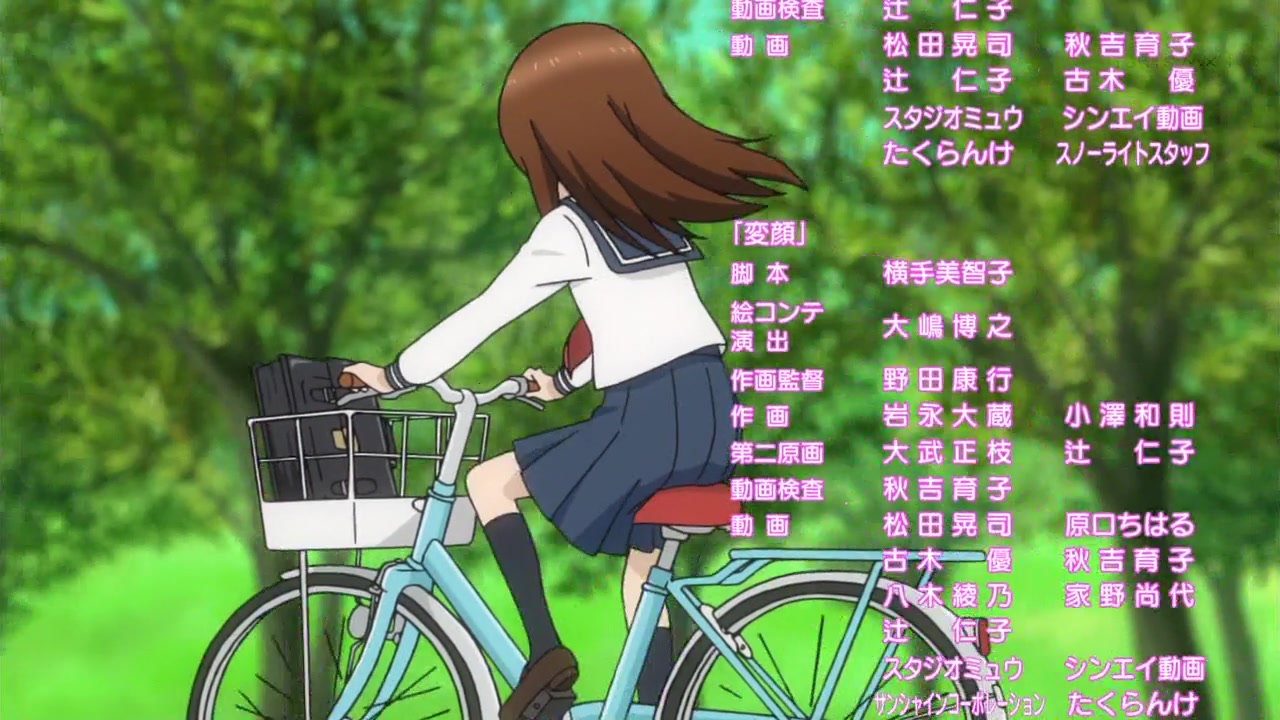 動画検査 辻 仁子
動画 松田晃司 秋吉育子
辻 仁子 古木 優
スタジオミュウ シンエイ動画
たくらんけ スノーライトスタッフ
「変顔」
脚本 横手美智子
絵コンテ
演出 大嶋博之
作画監督 野田康行
作画 岩永大蔵 小澤和則
第二原画 大武正枝 辻 仁子
動画検査 秋吉育子
動画 松田晃司 原口ちはる
古木 優 秋吉育子
八木綾乃 家野尚代
辻 仁子
スタジオミュウ シンエイ動画
サンシャインコーポレーション たくらんけ